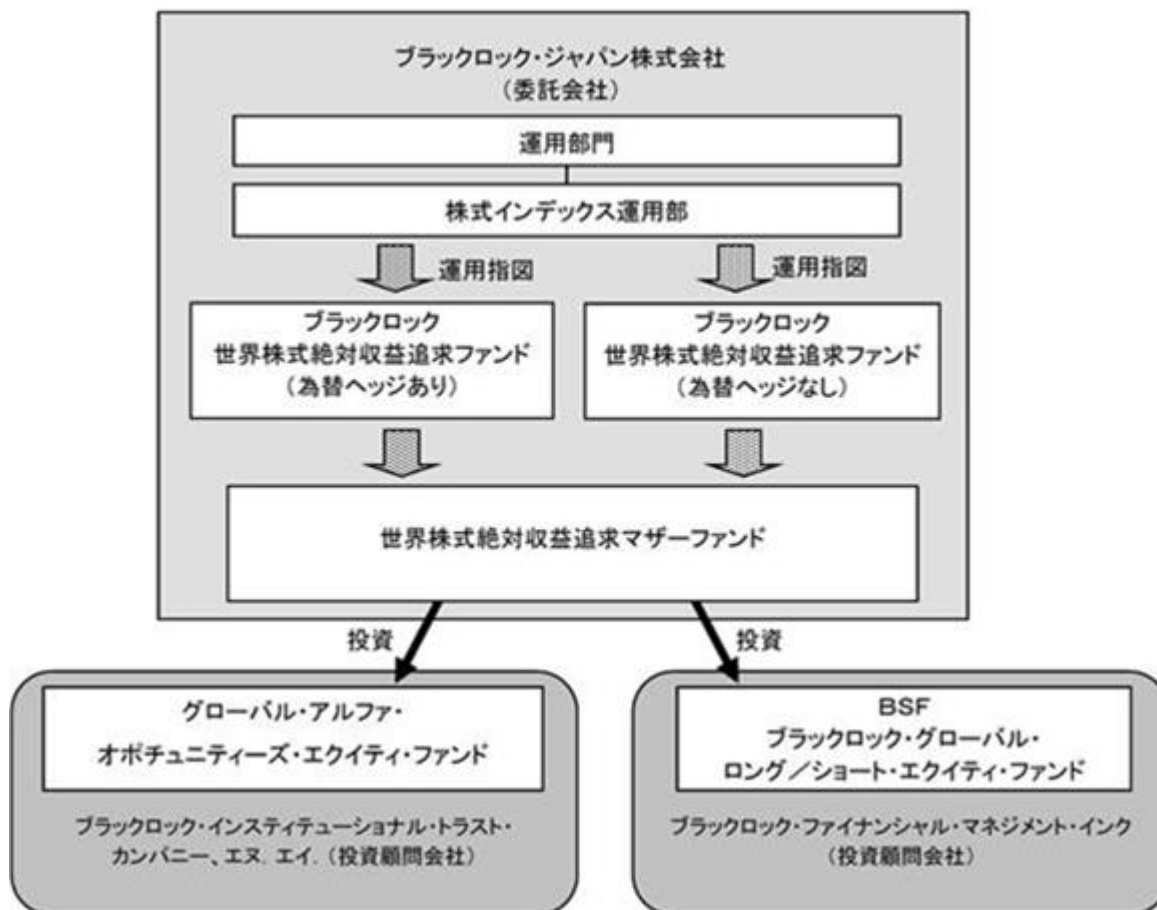 ブラックロック・ジャパン株式会社
（委託会社）
運用部門
株式インデックス運用部
運用指図
運用指図
ブラックロック
世界株式絶対収益追求ファンド
（為替ヘッジあり）
ブラックロック
世界株式絶対収益追求ファンド
（為替ヘッジなし）
世界株式絶対収益追求マザーファンド
投資
投資
グローバル・アルファ・
オポチュニティーズ・エクイティ・ファンド
ブラックロック・インスティテューショナル・トラスト・
カンパニー、エヌ．エイ．（投資顧問会社）
ＢＳＦ
ブラックロック・グローバル・
ロング／ショート・エクイティ・ファンド
ブラックロック・ファイナンシャル・マネジメント・インク
（投資顧問会社）